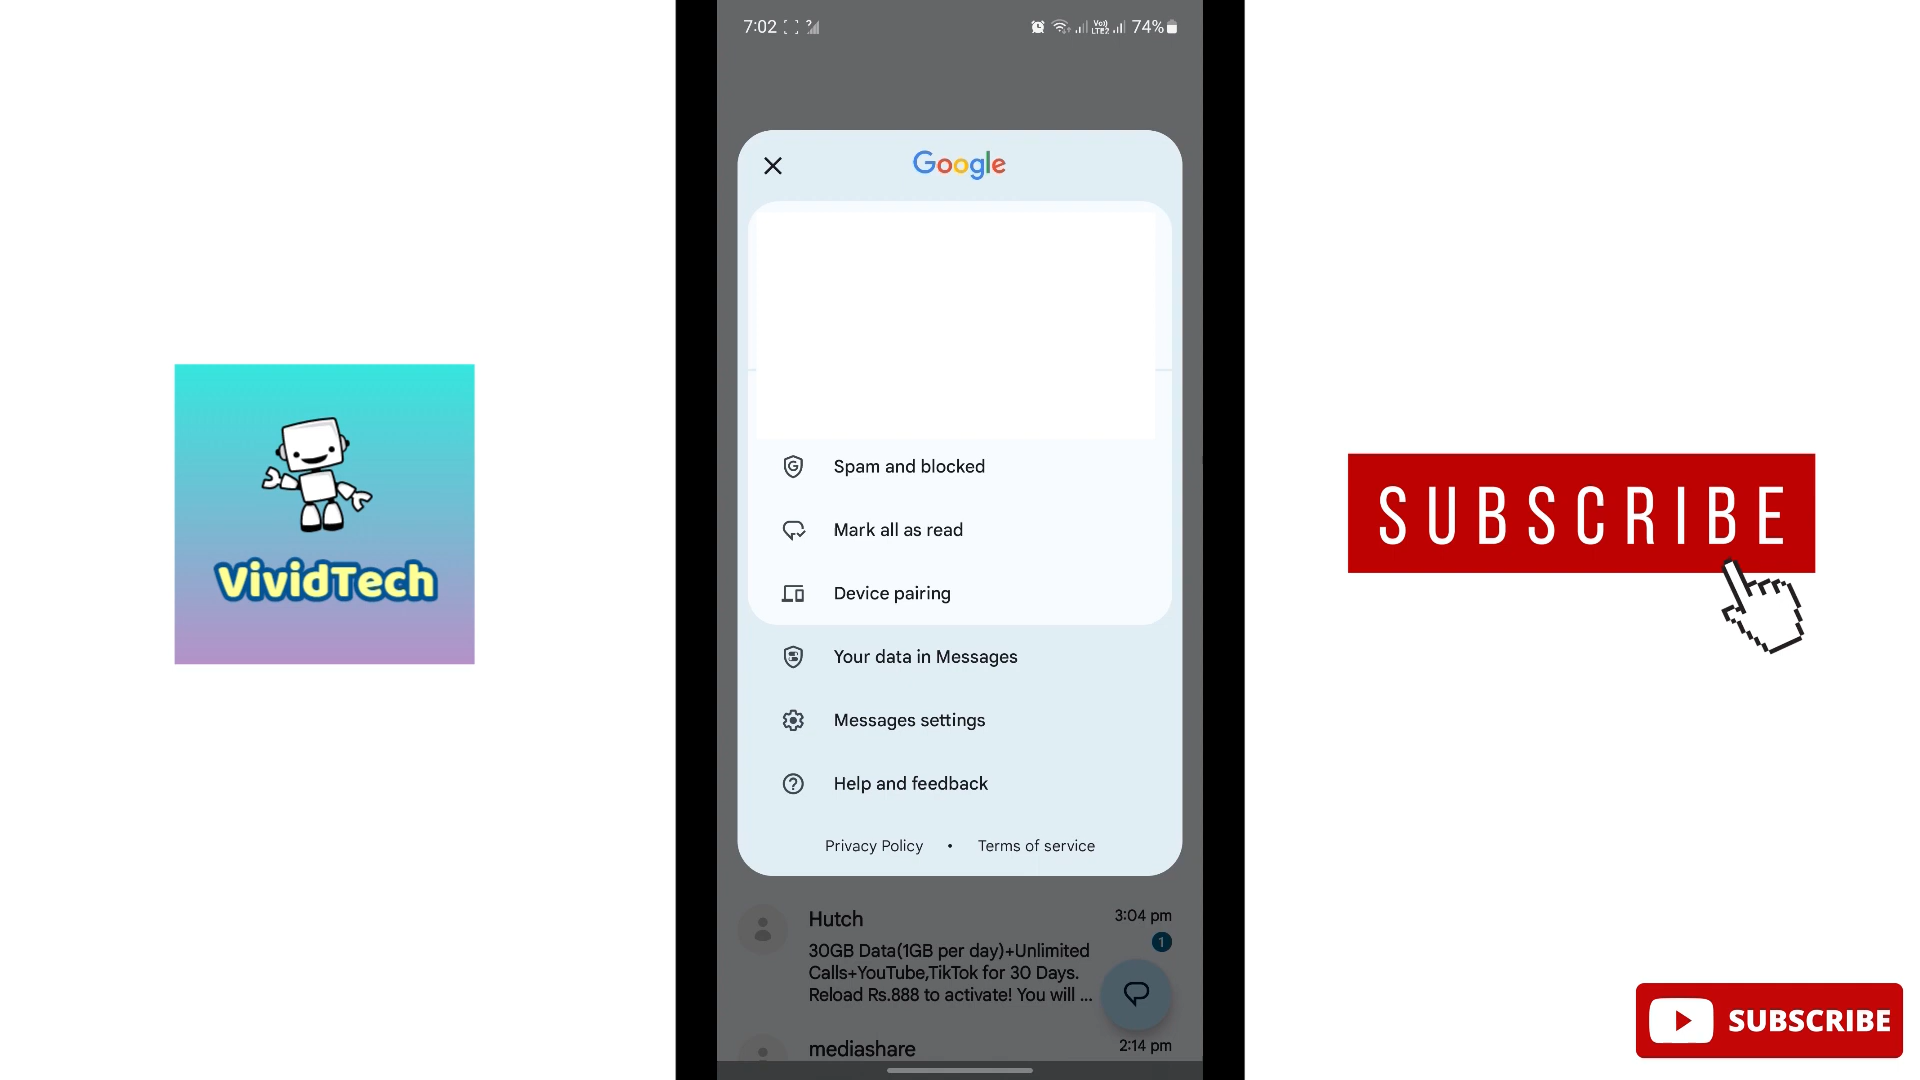 7:02
Vo))
LTE2
74%
Google
Spam and blocked
Mark all as read
Device pairing
Your data in Messages
Messages settings
Help and feedback
Privacy Policy • Terms of service
Hutch
3:04 pm
1
30GB Data(1GB per day)+Unlimited
Calls+YouTube,TikTok for 30 Days.
Reload Rs.888 to activate! You will ...
mediashare
2:14 pm
VividTech
SUBSCRIBE
SUBSCRIBE